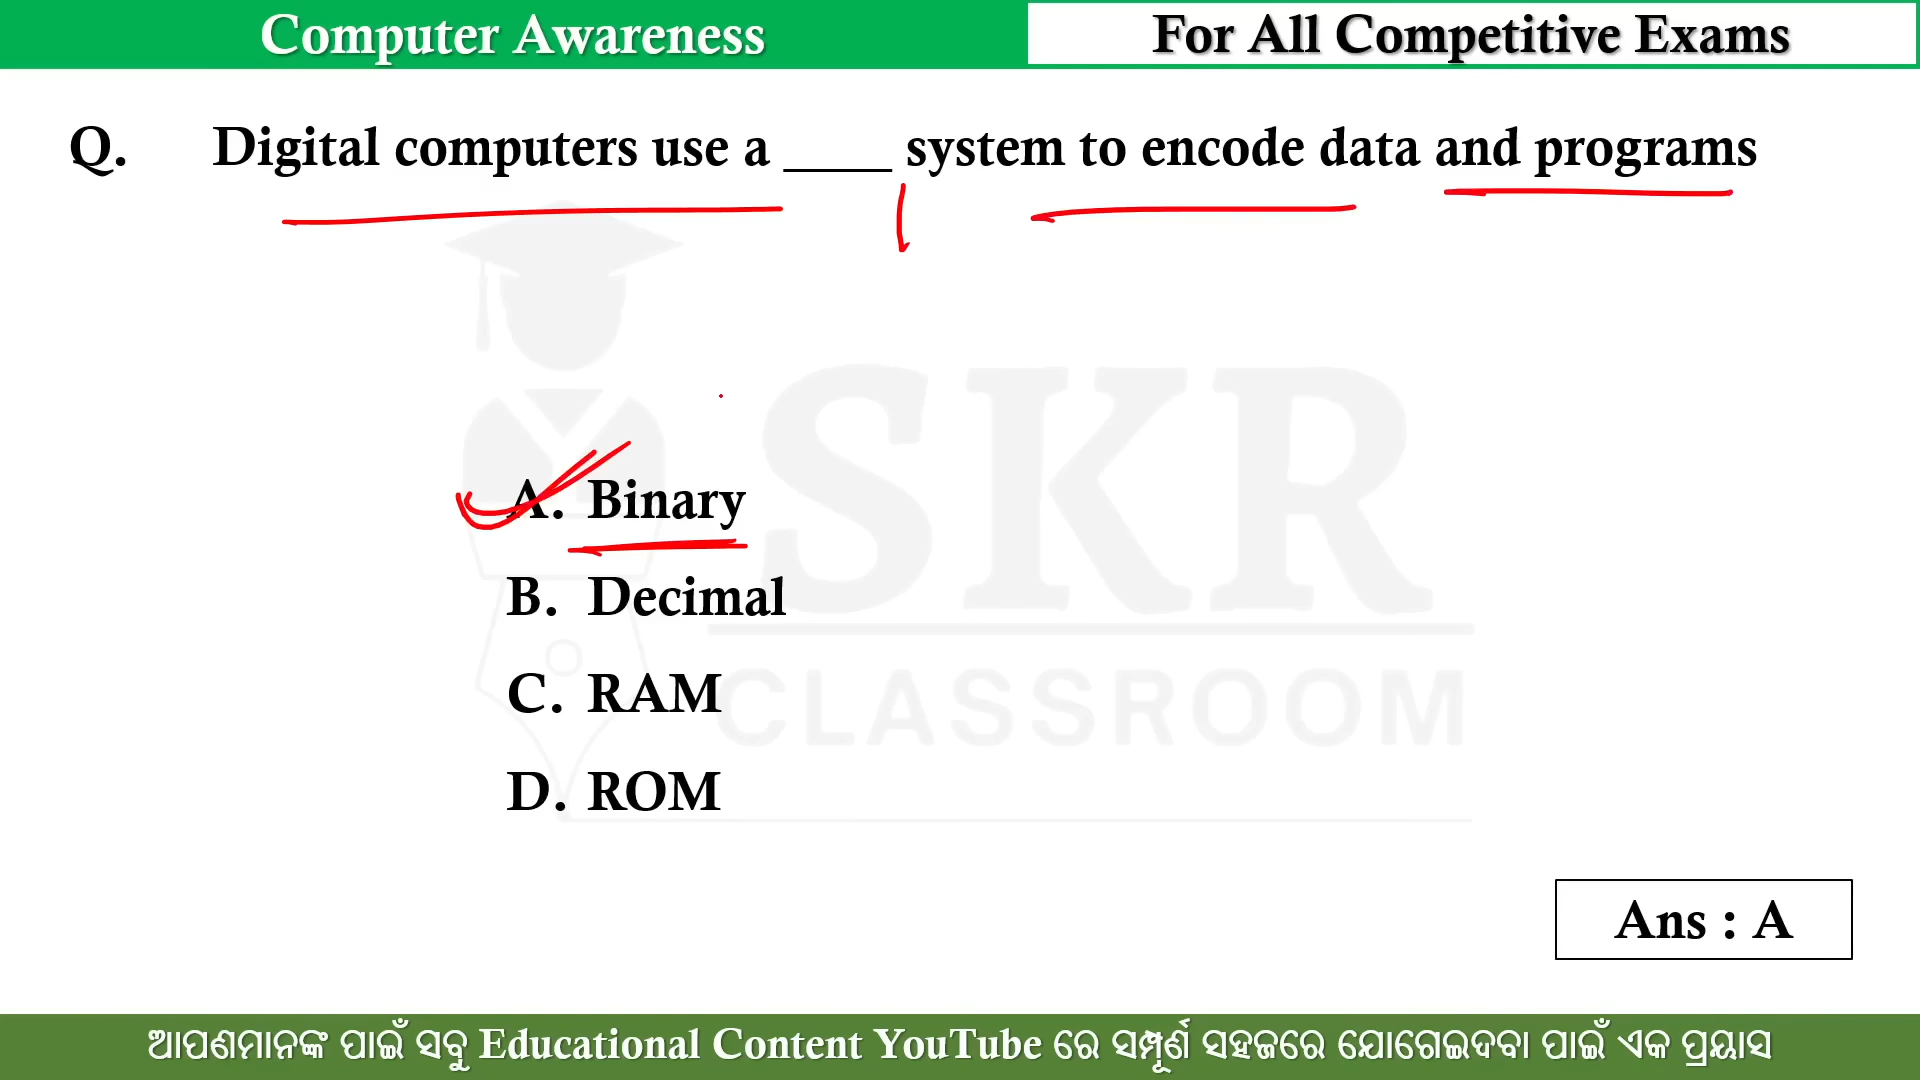 Computer Awareness
For All Competitive Exams
Q. Digital computers use a ____ system to encode data and programs
A. Binary
B. Decimal
C. RAM
D. ROM
SKR
CLASSROOM
Ans : A
ଆପଣମାନଙ୍କ ପାଇଁ ସବୁ Educational Content YouTube ରେ ସମ୍ପୂର୍ଣ ସହଜରେ ଯୋଗେଇଦବା ପାଇଁ ଏକ ପ୍ରୟାସ